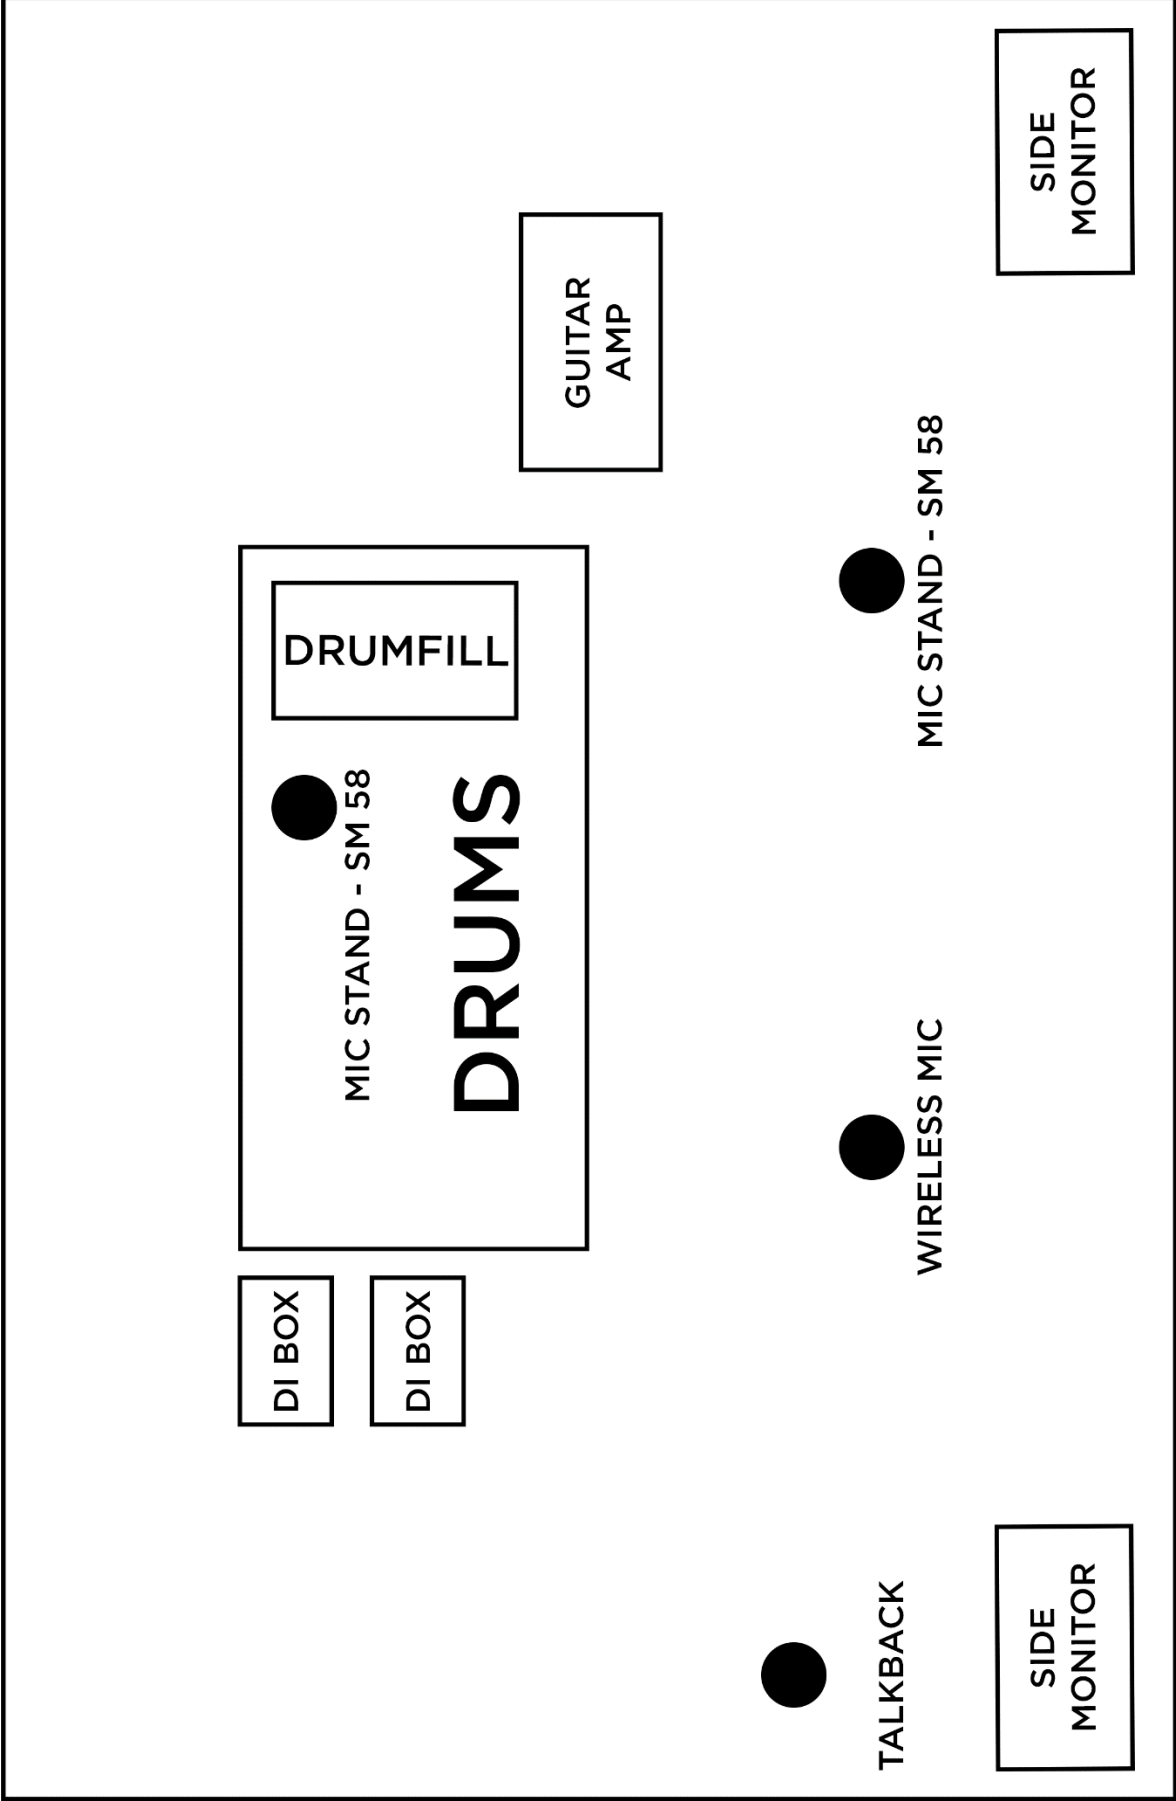 MIC STAND - SM 58
DRUMFILL
DI BOX
DI BOX
DRUMS
GUITAR
AMP
TALKBACK
WIRELESS MIC
MIC STAND - SM 58
SIDE
MONITOR
SIDE
MONITOR